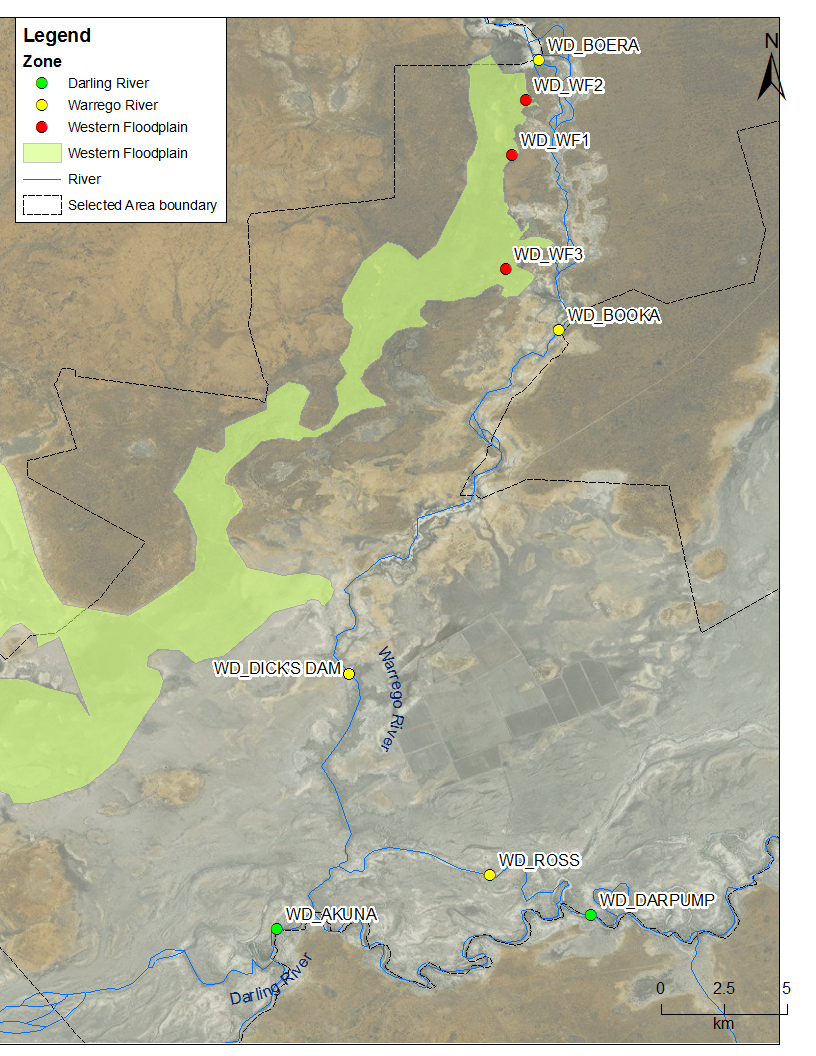 Legend
Zone
Darling River
Warrego River
Western Floodplain
Western Floodplain
River
Selected Area boundary
N
WD_BOERA
WD_WF2
WD_WF1
WD_WF3
WD_BOOKA
WD_DICK'S DAM
Warrego River
WD_ROSS
WD_DARPUMP
WD_AKUNA
Darling River
0 2.5 5
km